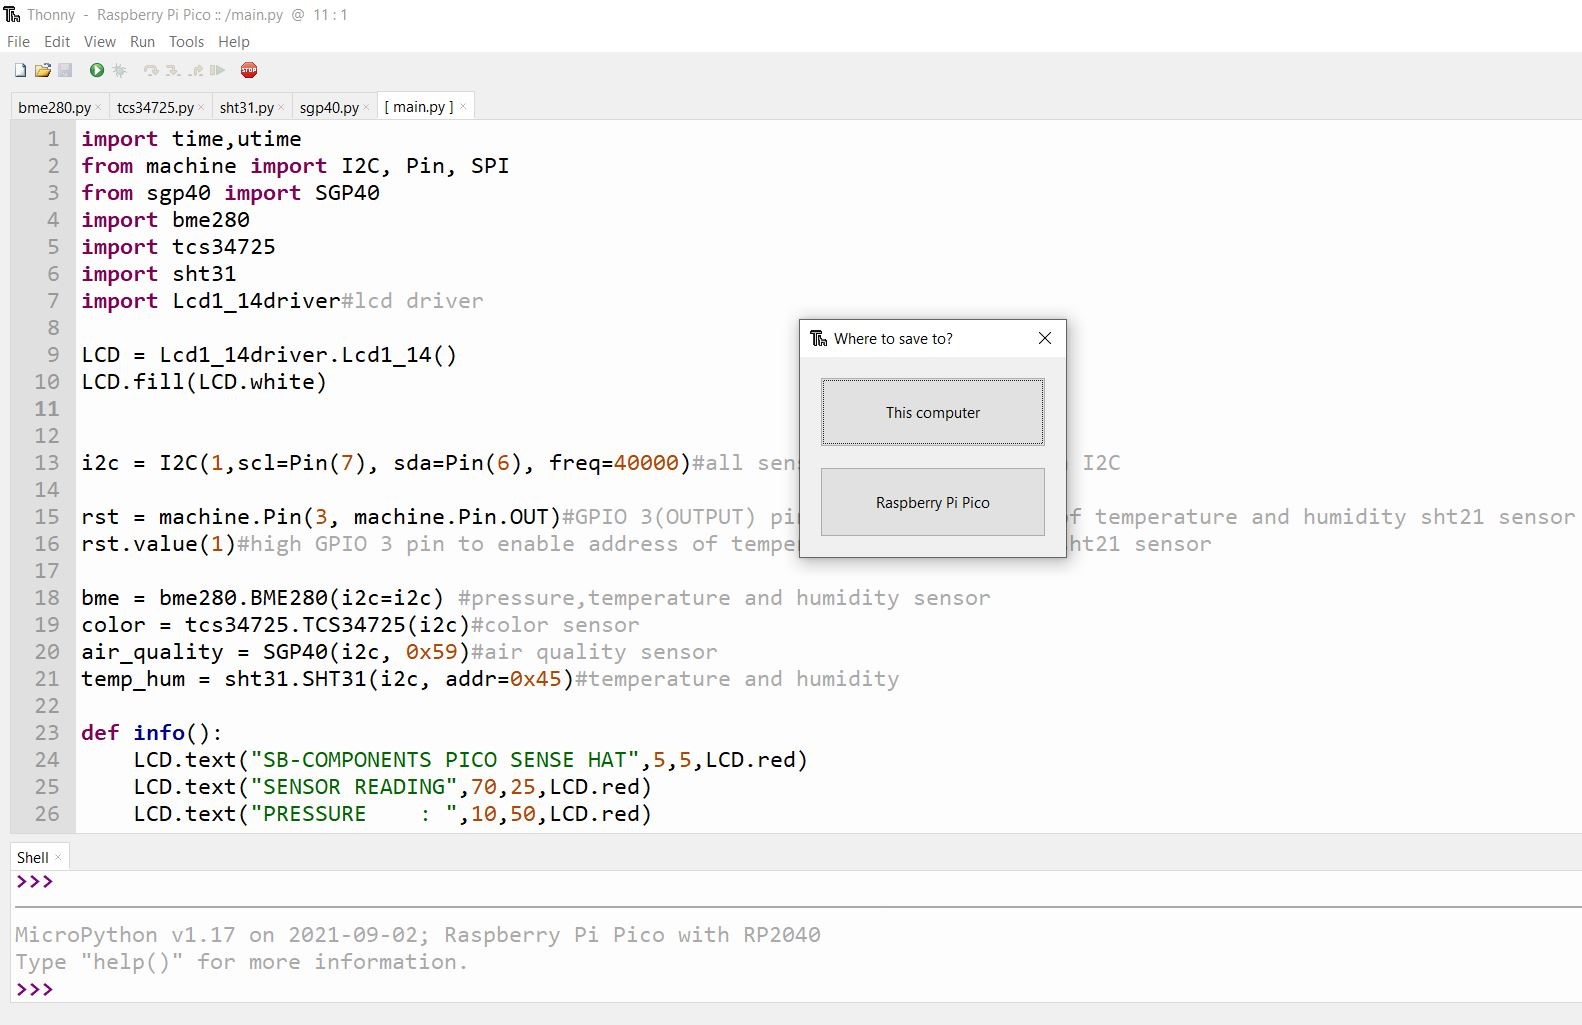 Thonny - Raspberry Pi Pico :: /main.py @ 11 : 1
File Edit View Run Tools Help
STOP
bme280.py × tcs34725.py × sht31.py × sgp40.py × [ main.py ] ×
1 import time,utime
2 from machine import I2C, Pin, SPI
3 from sgp40 import SGP40
4 import bme280
5 import tcs34725
6 import sht31
7 import Lcd1_14driver#lcd driver
8
9 LCD = Lcd1_14driver.Lcd1_14()
10 LCD.fill(LCD.white)
11
12
13 i2c = I2C(1,scl=Pin(7), sda=Pin(6), freq=40000)#all I2C
14
15 rst = machine.Pin(3, machine.Pin.OUT)#GPIO 3(OUTPUT) temperature and humidity sht21 sensor
16 rst.value(1)#high GPIO 3 pin to enable address of sensor
17
18 bme = bme280.BME280(i2c=i2c) #pressure,temperature and humidity sensor
19 color = tcs34725.TCS34725(i2c)#color sensor
20 air_quality = SGP40(i2c, 0x59)#air quality sensor
21 temp_hum = sht31.SHT31(i2c, addr=0x45)#temperature and humidity
22
23 def info():
24 LCD.text("SB-COMPONENTS PICO SENSE HAT",5,5,LCD.red)
25 LCD.text("SENSOR READING",70,25,LCD.red)
26 LCD.text("PRESSURE    : ",10,50,LCD.red)
Where to save to?
This computer
Raspberry Pi Pico
Shell ×
>>>
MicroPython v1.17 on 2021-09-02; Raspberry Pi Pico with RP2040
Type "help()" for more information.
>>>